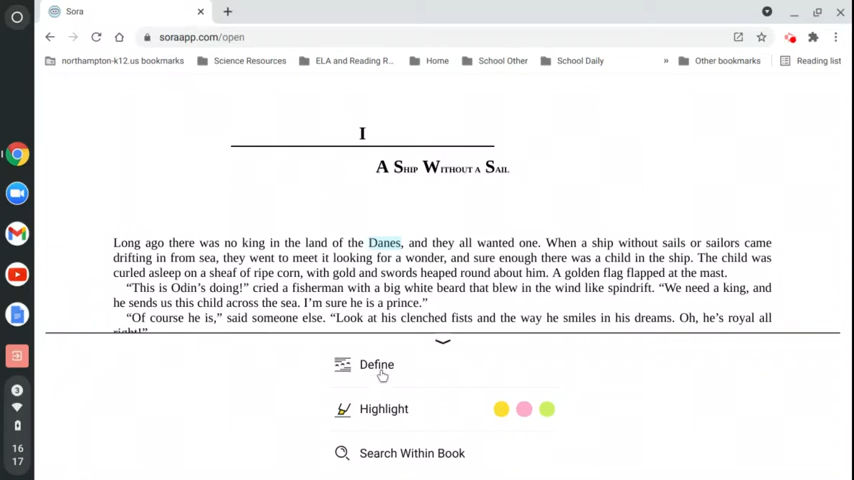 Sora
soraapp.com/open
northampton-k12.us bookmarks
Science Resources
ELA and Reading R...
Home
School Other
School Daily
»
Other bookmarks
Reading list
I
A Ship Without a Sail
Long ago there was no king in the land of the Danes, and they all wanted one. When a ship without sails or sailors came
drifting in from sea, they went to meet it looking for a wonder, and sure enough there was a child in the ship. The child was
curled asleep on a sheaf of ripe corn, with gold and swords heaped round about him. A golden flag flapped at the mast.
“This is Odin’s doing!” cried a fisherman with a big white beard that blew in the wind like spindrift. “We need a king, and
he sends us this child across the sea. I’m sure he is a prince.”
“Of course he is,” said someone else. “Look at his clenched fists and the way he smiles in his dreams. Oh, he’s royal all
right!”
Define
Highlight
Search Within Book
3
16
17